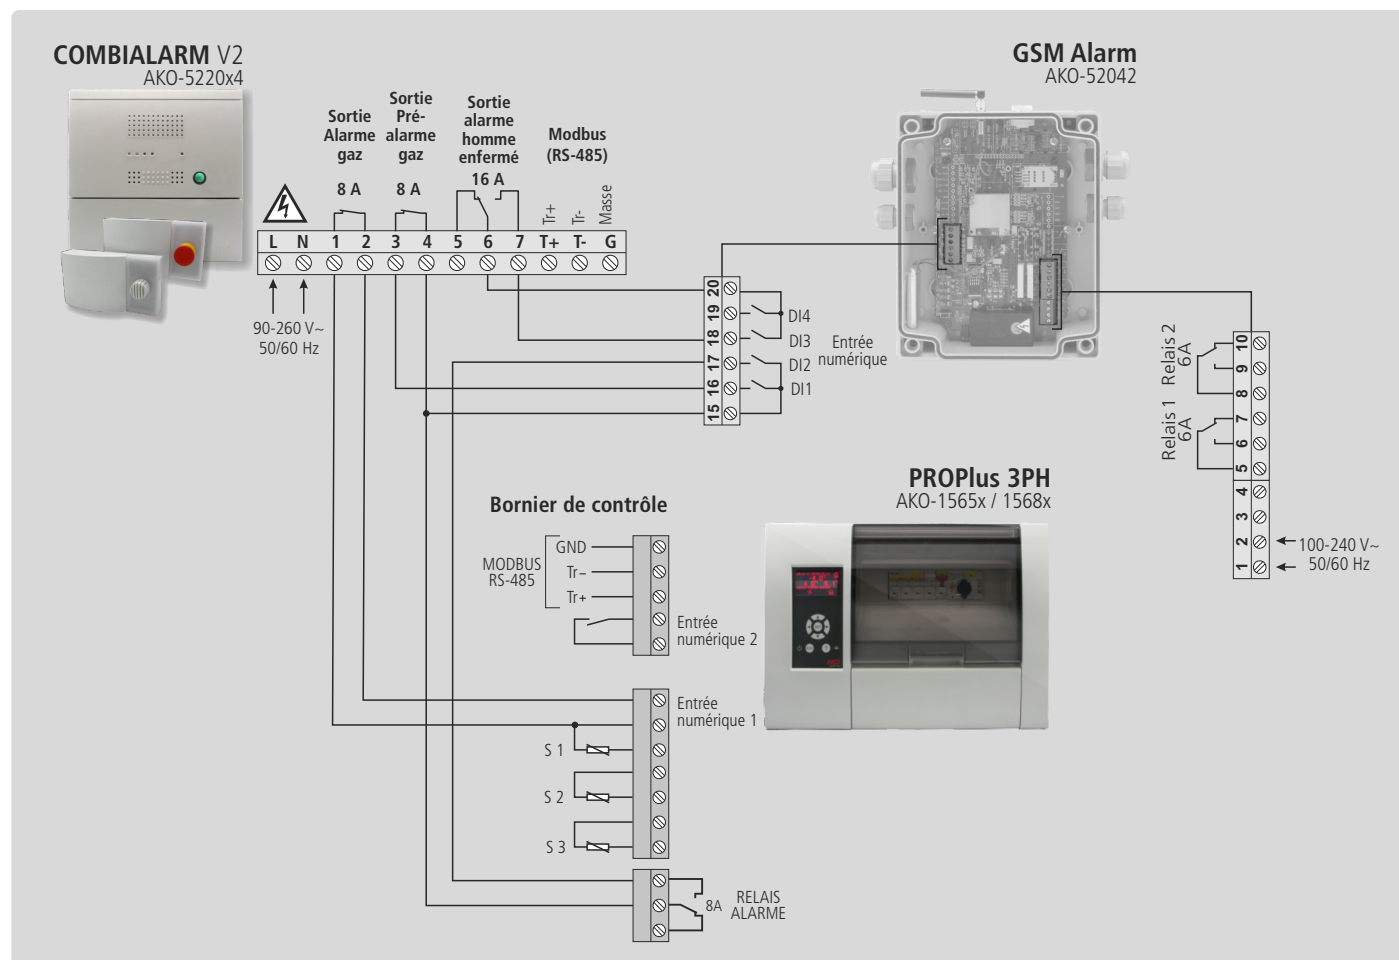 COMBIALARM V2
AKO-5220x4
Sortie
Alarme
gaz
8 A
Sortie
Pré-
alarme
gaz
8 A
Sortie
alarme
homme
enfermé
16 A
Modbus
(RS-485)
Tr+
Tr-
Masse
L N 1 2 3 4 5 6 7 T+ T- G
90-260 V~
50/60 Hz
GSM Alarm
AKO-52042
20
19
18
17
16
15
DI4
DI3
DI2
DI1
Entrée
numérique
Relais 2
6A
Relais 1
6A
10
9
8
7
6
5
4
3
2
1
100-240 V~
50/60 Hz
PROPlus 3PH
AKO-1565x / 1568x
Bornier de contrôle
MODBUS
RS-485
GND
Tr–
Tr+
Entrée
numérique 2
Entrée
numérique 1
S 1
S 2
S 3
8A
RELAIS
ALARME